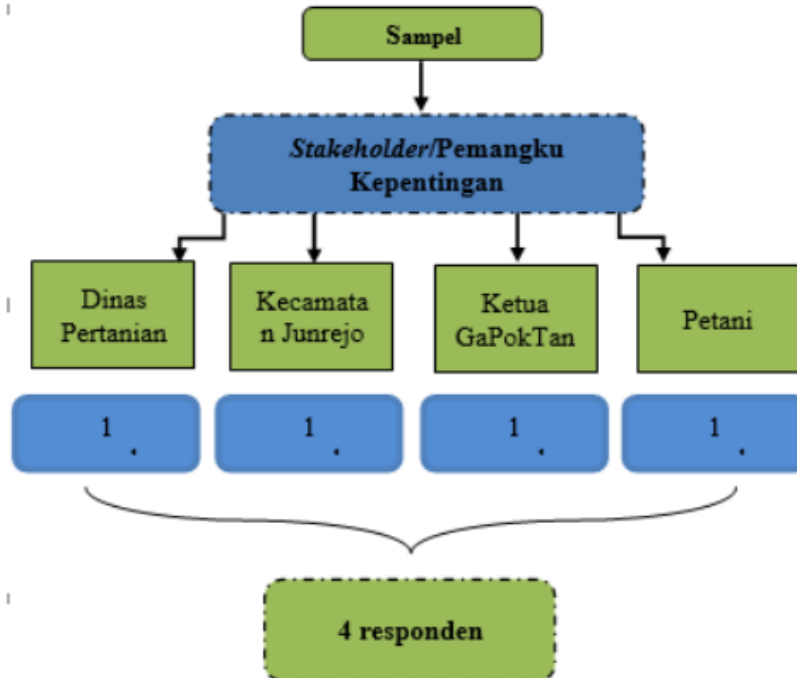 Sampel
Stakeholder/Pemangku
Kepentingan
Dinas
Pertanian
Kecamata
n Junrejo
Ketua
GaPokTan
Petani
1
1
1
1
4 responden